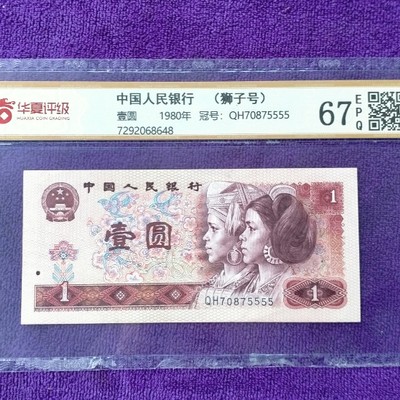 华夏评级
HUAXIA COIN GRADING
中国人民银行 （狮子号）
壹圆 1980年 冠号: QH70875555
7292068648
67
EPQ
中国人民银行
1
壹圆
QH70875555
1
1